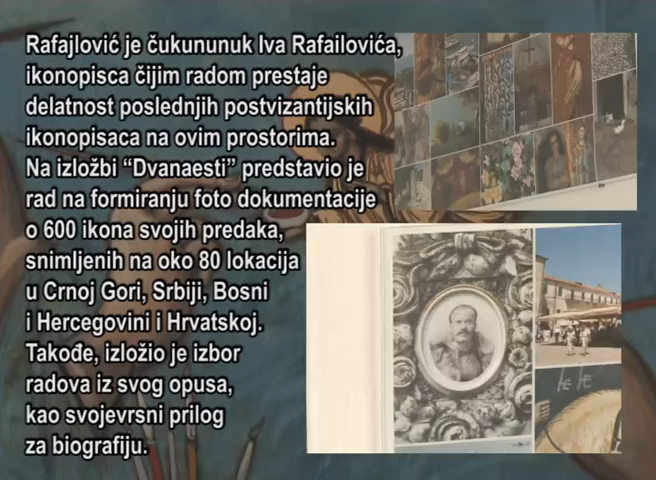 Rafajlović je čukununuk Iva Rafailovića,
ikonopisca čijim radom prestaje
delatnost poslednjih postvizantijskih
ikonopisaca na ovim prostorima.
Na izložbi “Dvanaesti” predstavio je
rad na formiranju foto dokumentacije
o 600 ikona svojih predaka,
snimljenih na oko 80 lokacija
u Crnoj Gori, Srbiji, Bosni
i Hercegovini i Hrvatskoj.
Takođe, izložio je izbor
radova iz svog opusa,
kao svojevrsni prilog
za biografiju.